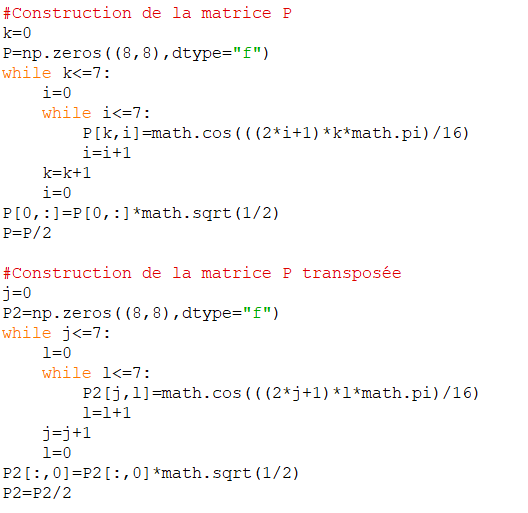 #Construction de la matrice P
k=0
P=np.zeros((8,8),dtype="f")
while k<=7:
    i=0
    while i<=7:
        P[k,i]=math.cos(((2*i+1)*k*math.pi)/16)
        i=i+1
    k=k+1
    i=0
P[0,:]=P[0,:]*math.sqrt(1/2)
P=P/2

#Construction de la matrice P transposée
j=0
P2=np.zeros((8,8),dtype="f")
while j<=7:
    l=0
    while l<=7:
        P2[j,l]=math.cos(((2*j+1)*l*math.pi)/16)
        l=l+1
    j=j+1
    l=0
P2[:,0]=P2[:,0]*math.sqrt(1/2)
P2=P2/2